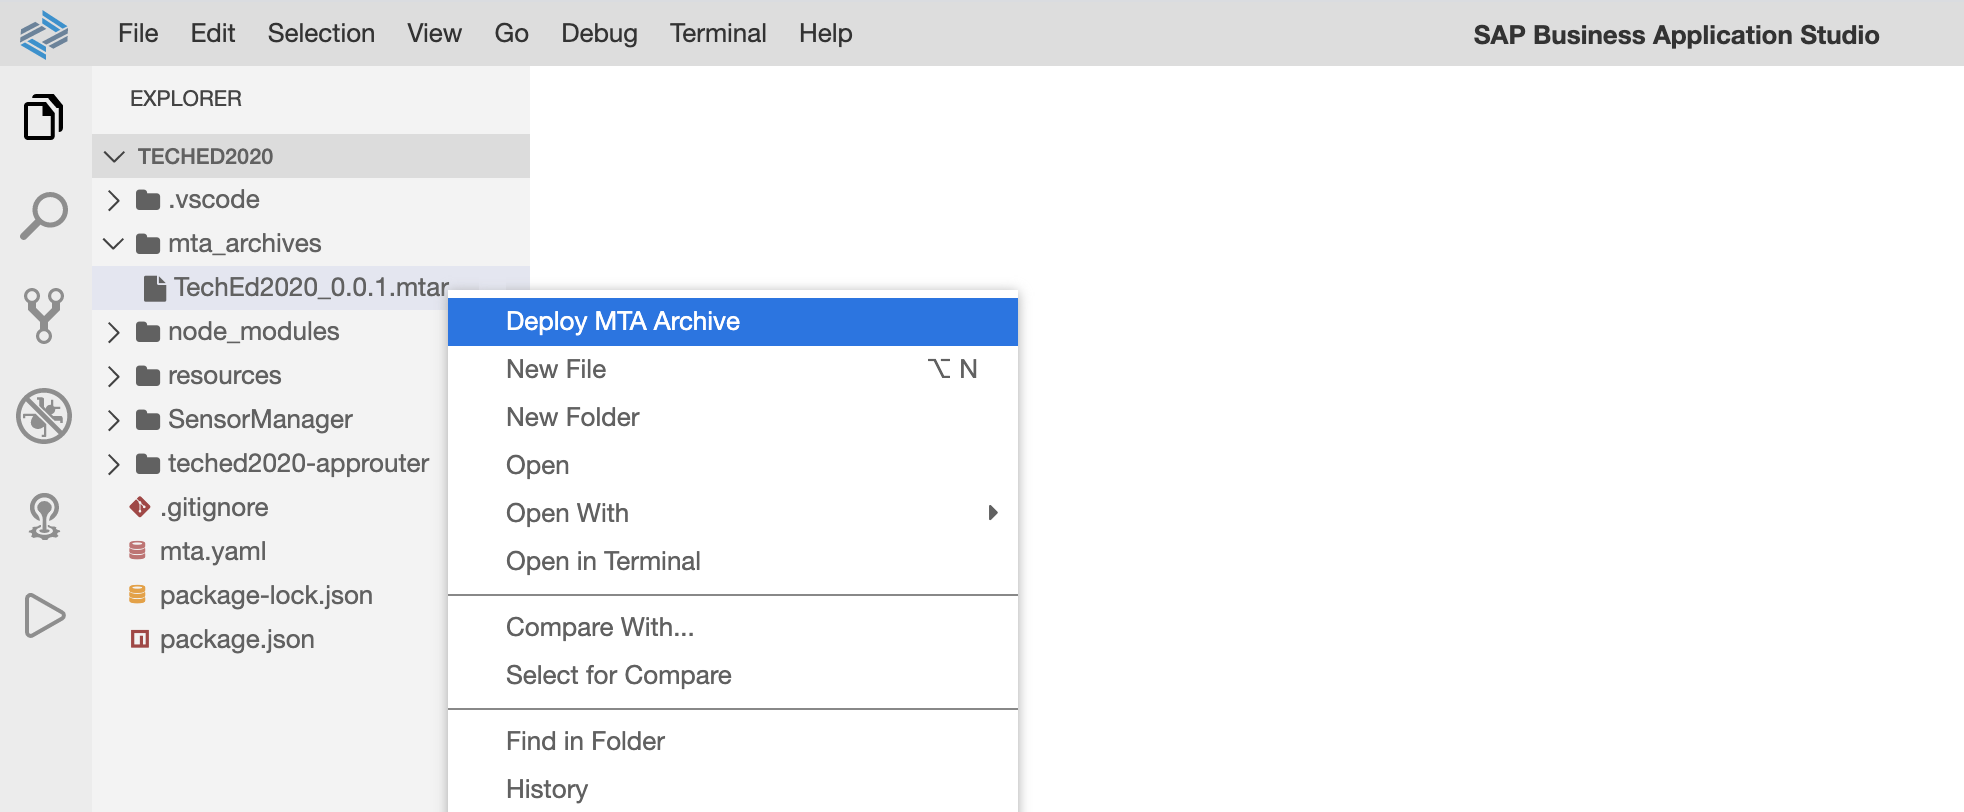 File Edit Selection View Go Debug Terminal Help
SAP Business Application Studio
EXPLORER
TECHED2020
.vscode
mta_archives
TechEd2020_0.0.1.mtar
node_modules
resources
SensorManager
teched2020-approuter
.gitignore
mta.yaml
package-lock.json
package.json
Deploy MTA Archive
New File ⌥ N
New Folder
Open
Open With
Open in Terminal
Compare With...
Select for Compare
Find in Folder
History